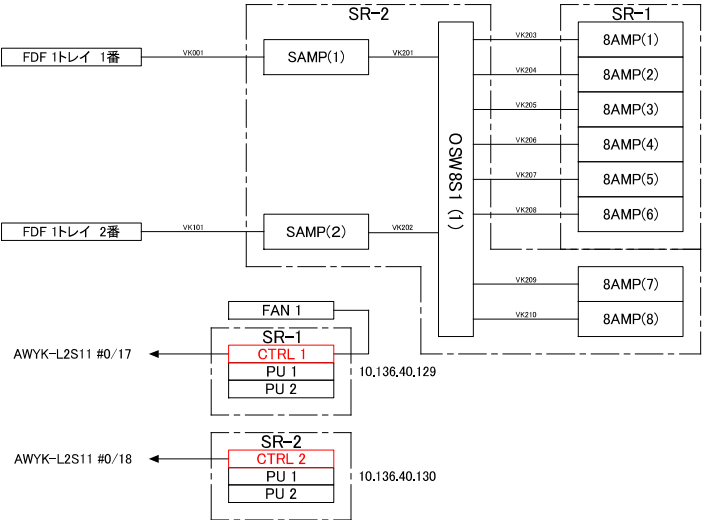 SR-2
SR-1
FDF 1トレイ 1番
VK001
SAMP(1)
VK201
OSW8S1 (1)
VK203
8AMP(1)
VK204
8AMP(2)
VK205
8AMP(3)
VK206
8AMP(4)
VK207
8AMP(5)
VK208
8AMP(6)
FDF 1トレイ 2番
VK101
SAMP(2)
VK202
VK209
8AMP(7)
VK210
8AMP(8)
FAN 1
SR-1
AWYK-L2S11 #0/17
CTRL 1
PU 1
10.136.40.129
PU 2
SR-2
AWYK-L2S11 #0/18
CTRL 2
PU 1
10.136.40.130
PU 2